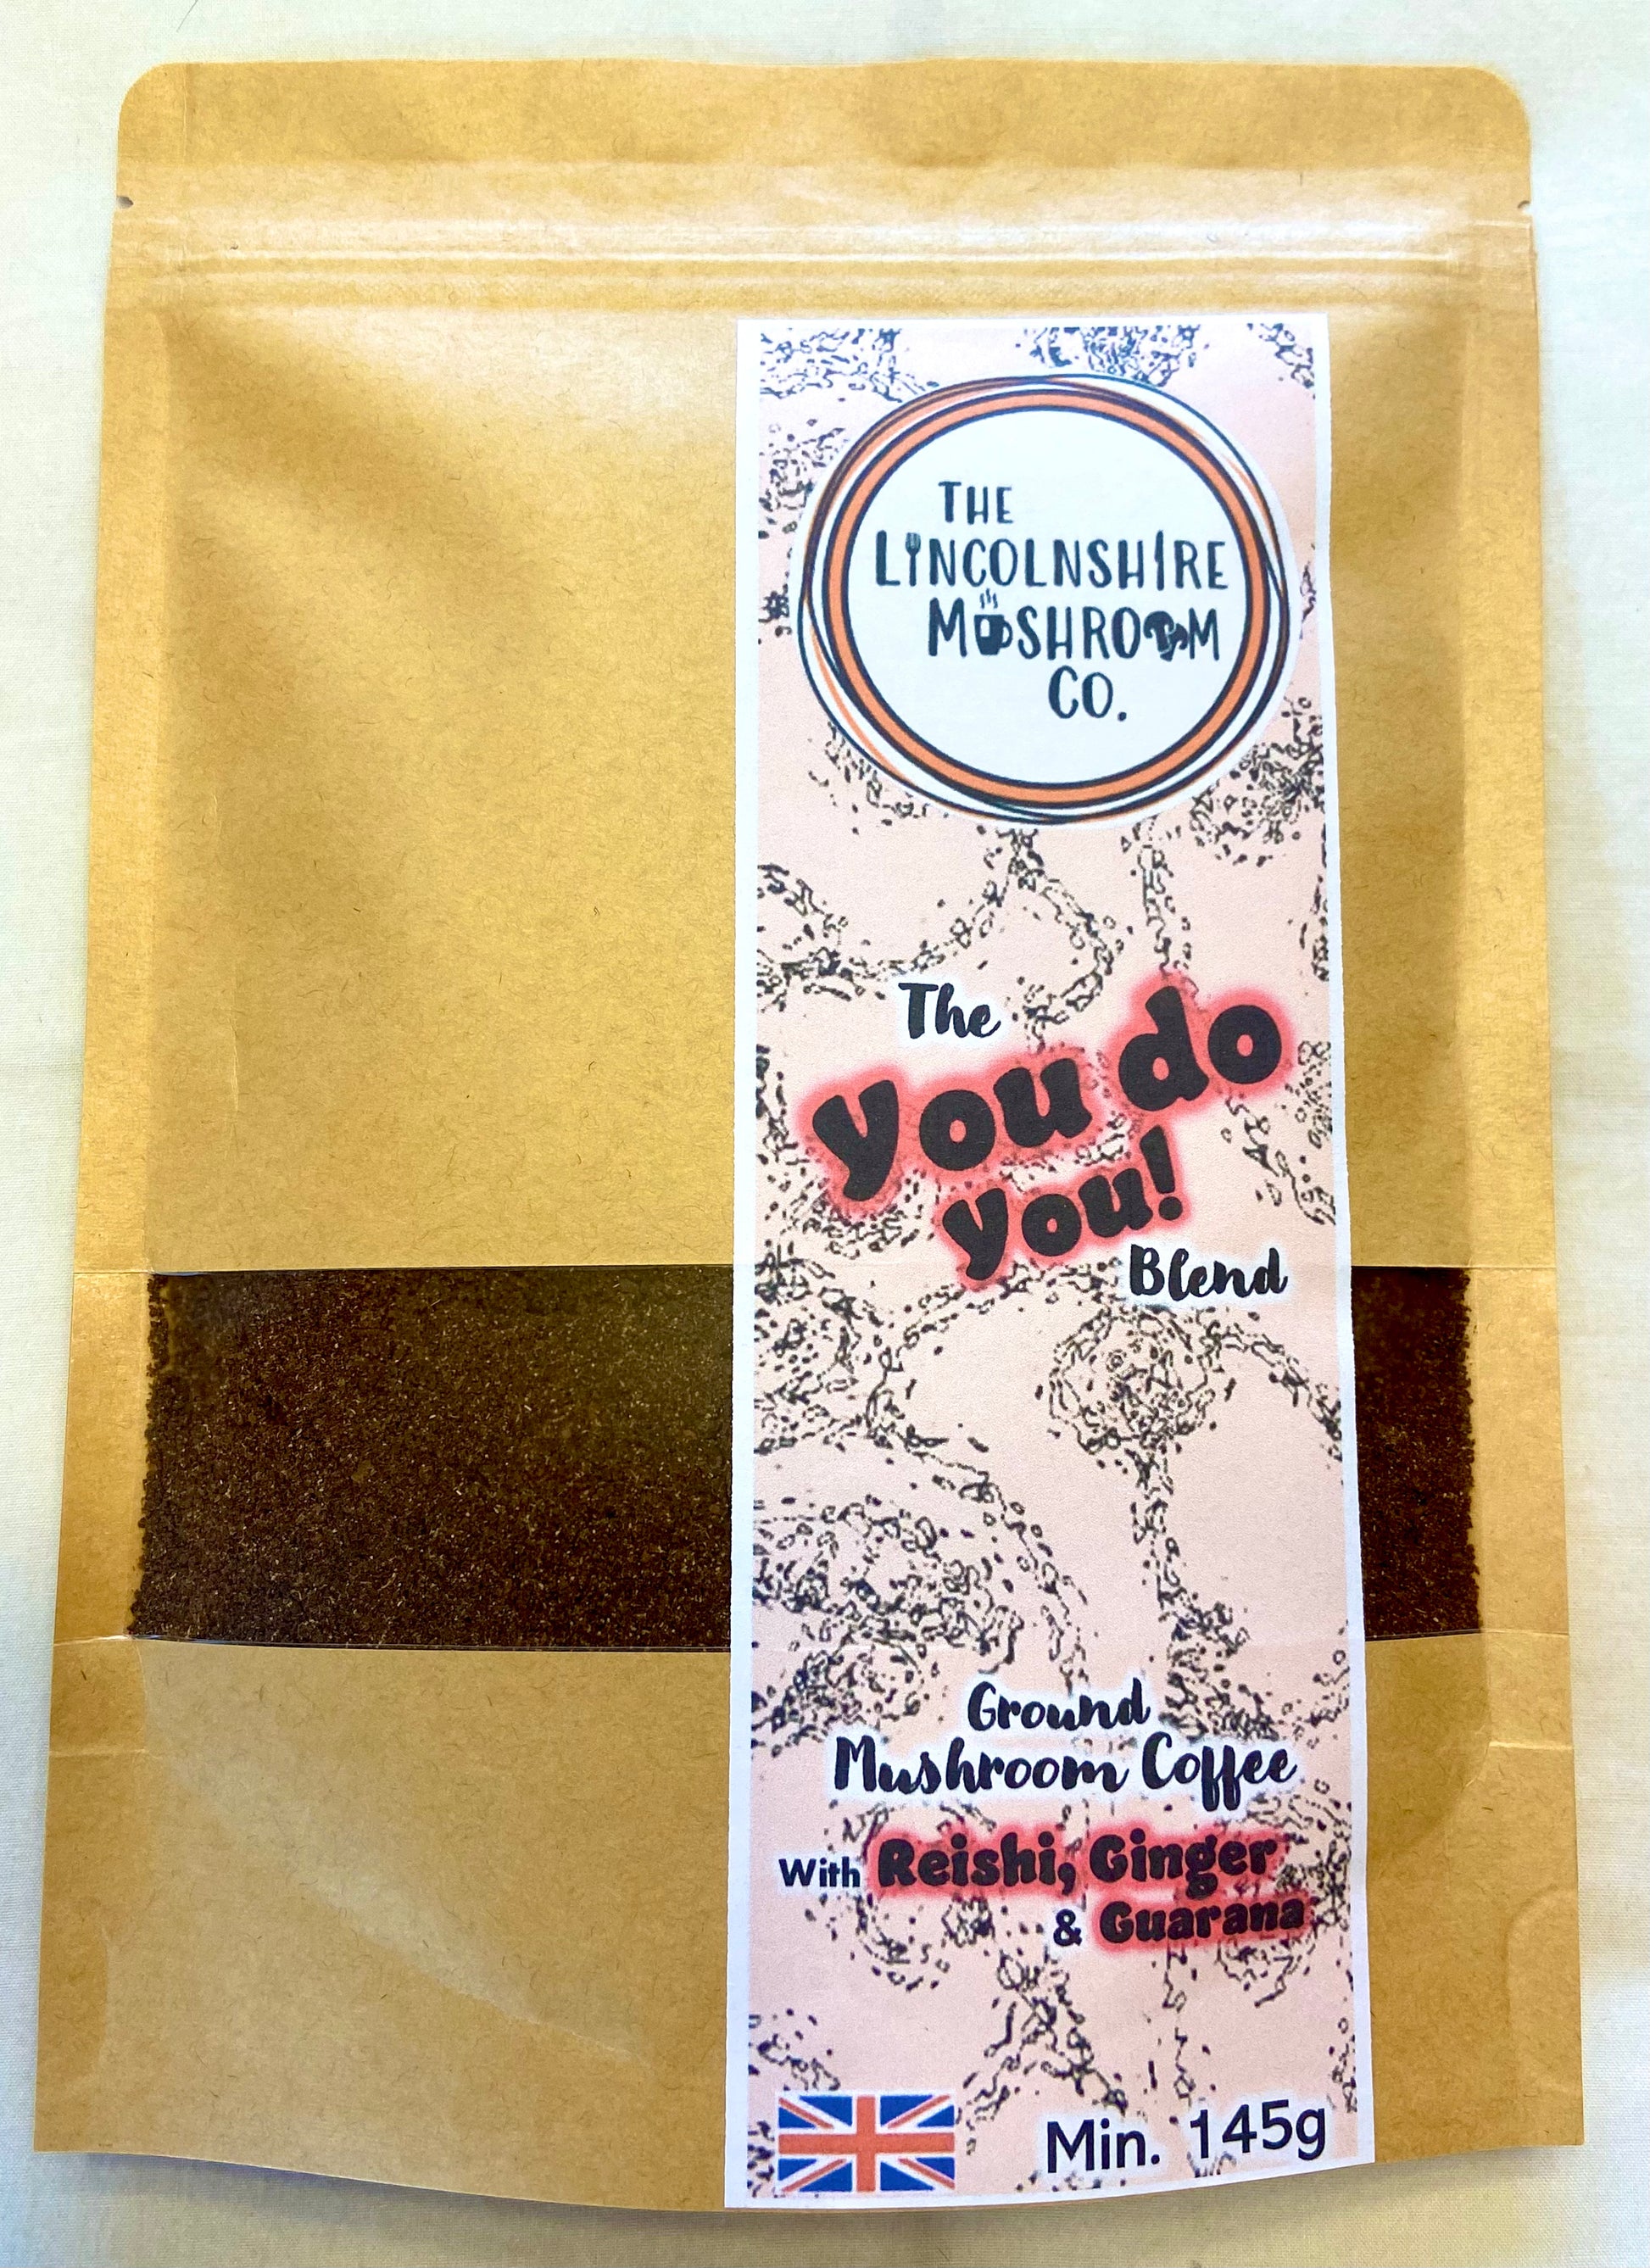 THE
LINCOLNSHIRE
MUSHROOM
CO.
The
you do
you!
Blend
Ground
Mushroom Coffee
With Reishi, Ginger
& Guarana
Min. 145g